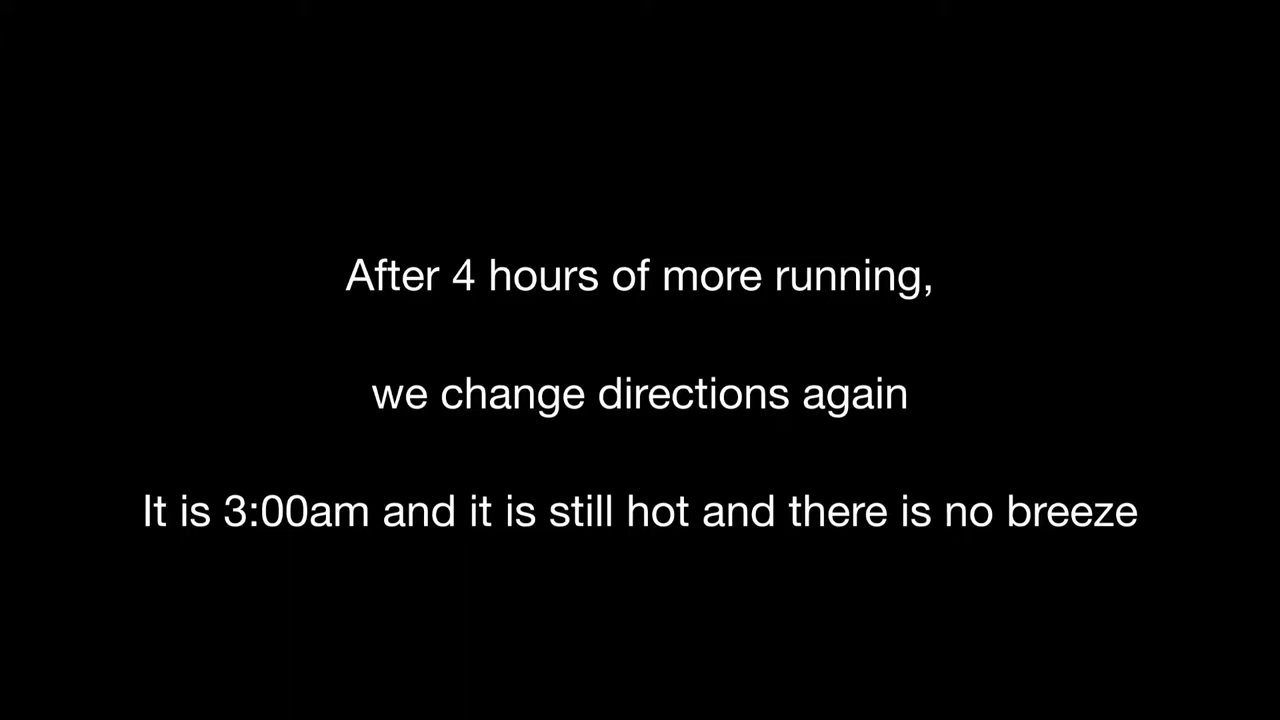 After 4 hours of more running,
we change directions again
It is 3:00am and it is still hot and there is no breeze